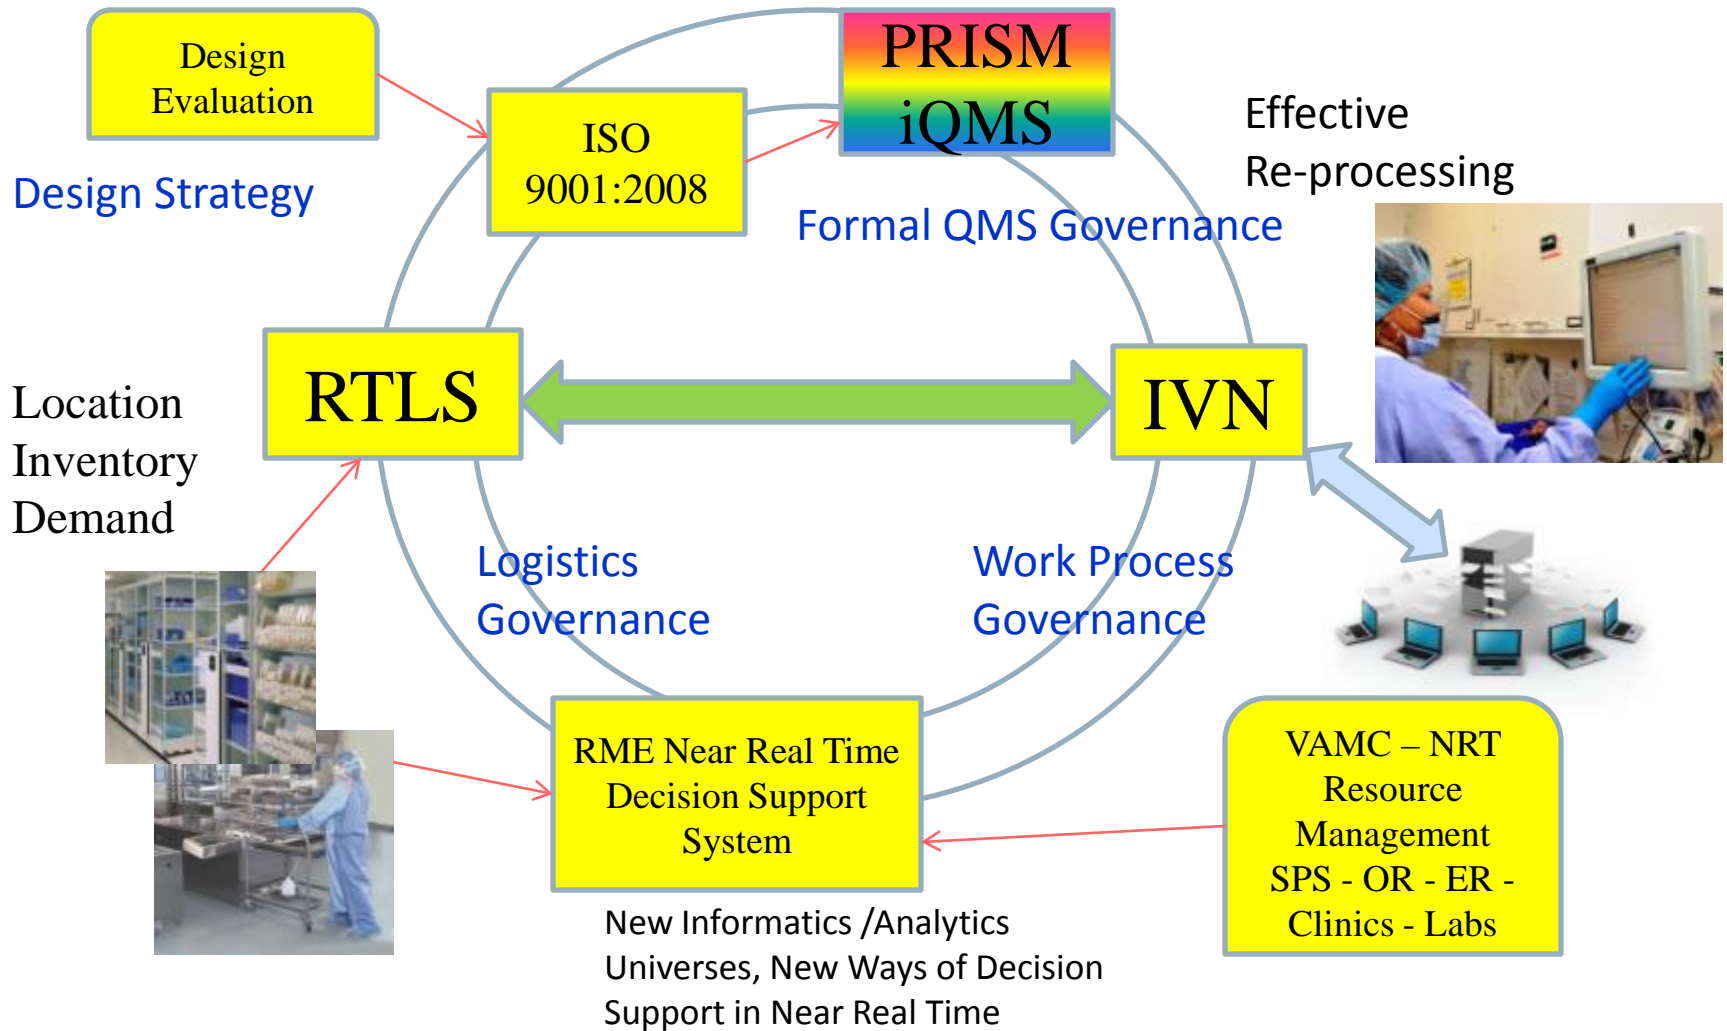 Design
Evaluation
PRISM
iQMS
ISO
9001:2008
Effective
Re-processing
Design Strategy
Formal QMS Governance
RTLS
IVN
Location
Inventory
Demand
Logistics
Governance
Work Process
Governance
RME Near Real Time
Decision Support
System
VAMC – NRT
Resource
Management
SPS - OR - ER -
Clinics - Labs
New Informatics /Analytics
Universes, New Ways of Decision
Support in Near Real Time